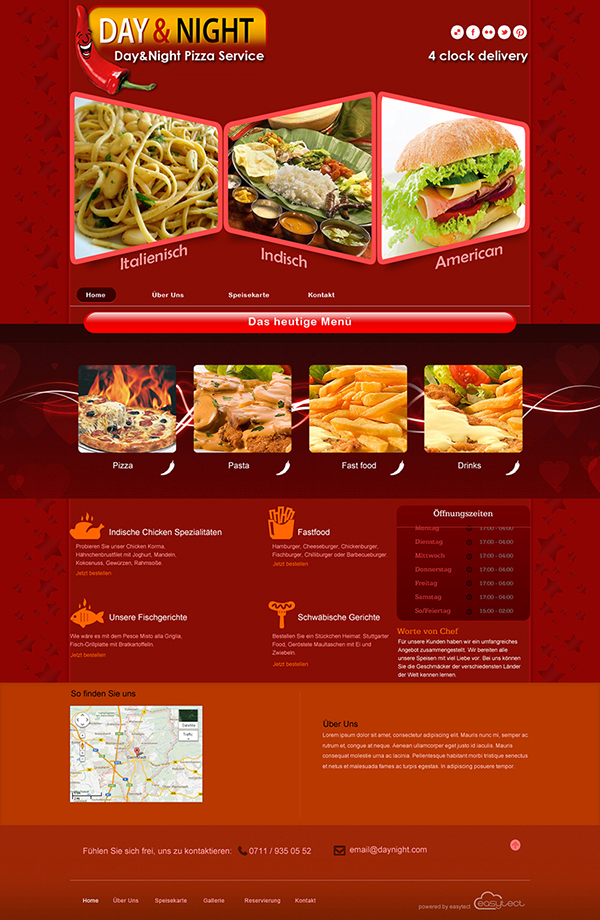 DAY & NIGHT
Day&Night Pizza Service
4 clock delivery
Italienisch
Indisch
American
Home
Über Uns
Speisekarte
Kontakt
Das heutige Menü
Pizza
Pasta
Fast food
Drinks
Indische Chicken Spezialitäten
Probieren Sie unser Chicken Korma,
Hähnchenbrustfilet mit Joghurt, Mandeln,
Kokosnuss, Gewürzen, Rahmsoße.
Jetzt bestellen
Fastfood
Hamburger, Cheeseburger, Chickenburger,
Fischburger, Chiliburger oder Barbecueburger.
Jetzt bestellen
Öffnungszeiten
Montag 17:00 - 04:00
Dienstag 17:00 - 04:00
Mittwoch 17:00 - 04:00
Donnerstag 17:00 - 04:00
Freitag 17:00 - 04:00
Samstag 17:00 - 04:00
So/Feiertag 15:00 - 02:00
Unsere Fischgerichte
Wie wäre es mit dem Pesce Misto alla Griglia,
Fisch-Grillplatte mit Bratkartoffeln.
Jetzt bestellen
Schwäbische Gerichte
Bestellen Sie ein Stückchen Heimat: Stuttgarter
Food, Geröstete Maultaschen mit Ei und
Zwiebeln.
Jetzt bestellen
Worte von Chef
Für unsere Kunden haben wir ein umfangreiches
Angebot zusammengestellt. Wir bereiten alle
unsere Speisen mit viel Liebe vor. Bei uns können
Sie die Geschmäcker der verschiedensten Länder
der Welt kennen lernen.
So finden Sie uns
Satellite
Traffic
Über Uns
Lorem ipsum dolor sit amet, consectetur adipiscing elit. Mauris nunc mi, semper ac
rutrum et, congue at neque. Aenean ullamcorper eget justo id iaculis. Mauris
consequat molestie urna ac lacinia. Pellentesque habitant morbi tristique senectus
et netus et malesuada fames ac turpis egestas. In adipiscing posuere tempor.
Fühlen Sie sich frei, uns zu kontaktieren:
0711 / 935 05 52
email@daynight.com
Home
Über Uns
Speisekarte
Gallerie
Reservierung
Kontakt
powered by easytect
easytect